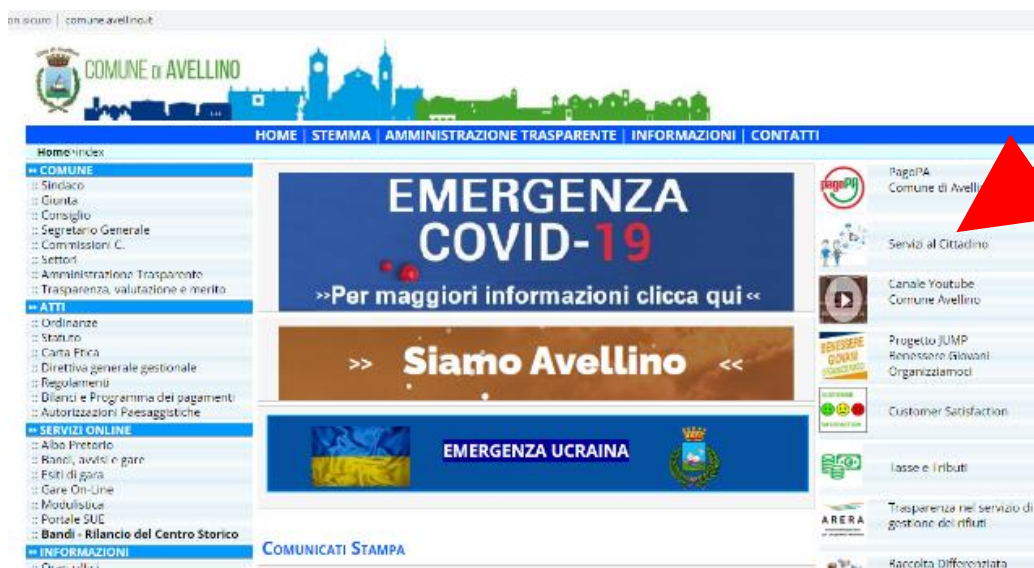 on sicuro | comune.avellino.it
COMUNE DI AVELLINO
HOME | STEMMA | AMMINISTRAZIONE TRASPARENTE | INFORMAZIONI | CONTATTI
Home›index
COMUNE
:: Sindaco
:: Giunta
:: Consiglio
:: Segretario Generale
:: Commissioni C.
:: Settori
:: Amministrazione Trasparente
:: Trasparenza, valutazione e merito
ATTI
:: Ordinanze
:: Statuto
:: Carta Etica
:: Direttiva generale gestionale
:: Regolamenti
:: Bilanci e Programma dei pagamenti
:: Autorizzazioni Paesaggistiche
SERVIZI ONLINE
:: Albo Pretorio
:: Bandi, avvisi e gare
:: Esiti di gara
:: Gare On-Line
:: Modulistica
:: Portale SUE
:: Bandi - Rilancio del Centro Storico
INFORMAZIONI
EMERGENZA
COVID-19
>>Per maggiori informazioni clicca qui<<
>> Siamo Avellino <<
EMERGENZA UCRAINA
COMUNICATI STAMPA
pagoPA
PagoPA
Comune di Avelli
Servizi al Cittadino
Canale Youtube
Comune Avellino
BENESSERE
GIOVANI
Progetto JUMP
Benessere Giovani
Organizziamoci
Customer Satisfaction
Tasse e Tributi
ARERA
Trasparenza nel servizio di
gestione dei rifiuti
Raccolta Differenziata